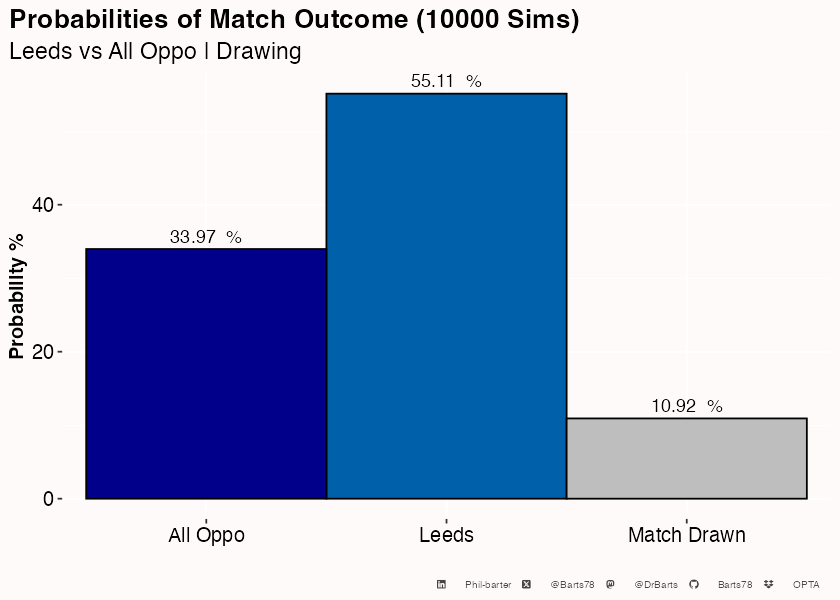 Probabilities of Match Outcome (10000 Sims)
Leeds vs All Oppo | Drawing
55.11 %
40
33.97 %
Probability %
20
10.92 %
0
All Oppo Leeds Match Drawn
Phil-barter @Barts78 @DrBarts Barts78 OPTA